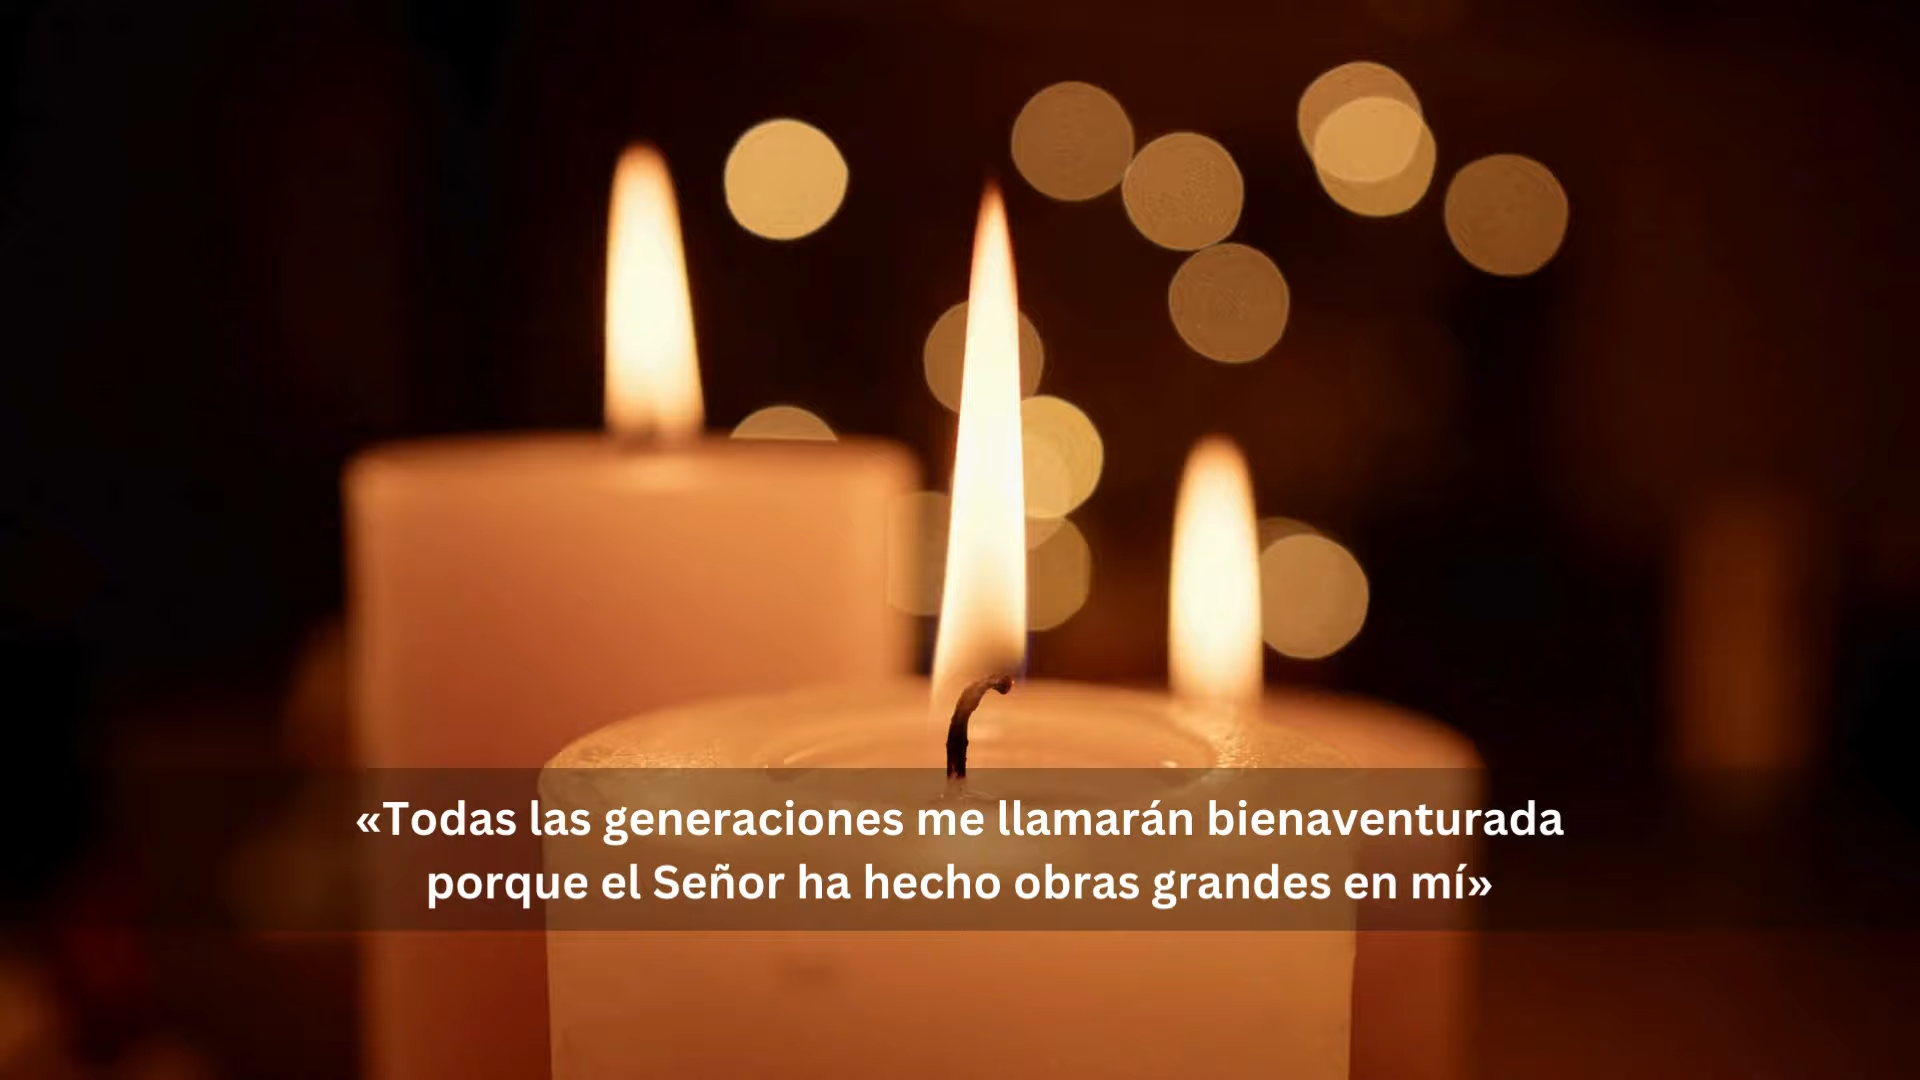 «Todas las generaciones me llamarán bienaventurada
porque el Señor ha hecho obras grandes en mí»